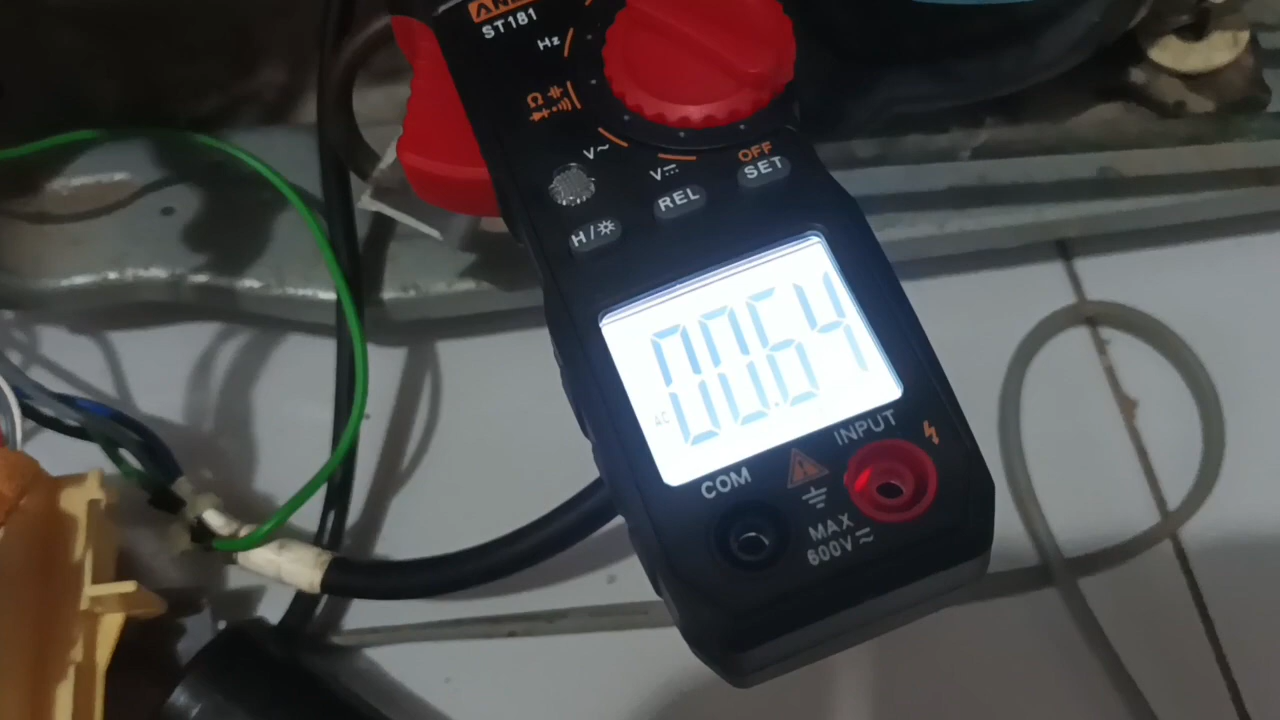 ST181
Hz
Ω
V~
V⎓
OFF
SET
REL
H/☼
AC 00.64
INPUT
COM
MAX
600V